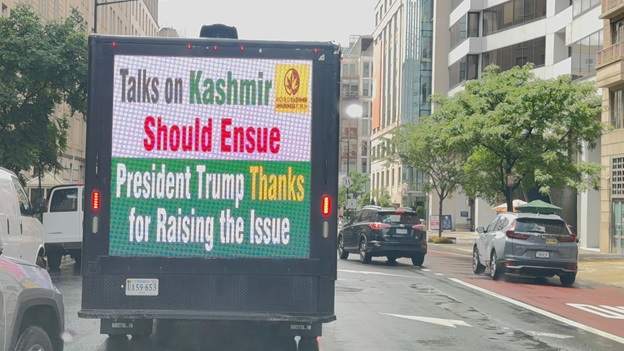 Talks on Kashmir
Should Ensue
President Trump Thanks
for Raising the Issue